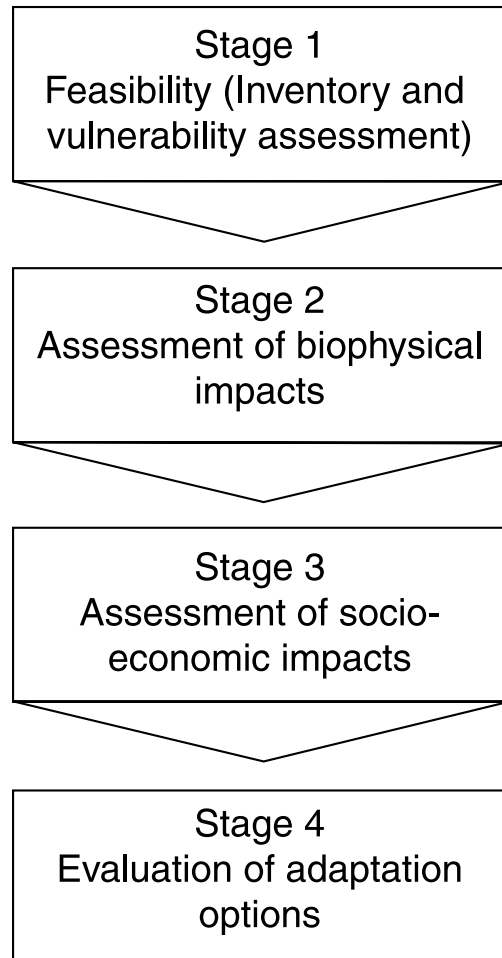 Stage 1
Feasibility (Inventory and
vulnerability assessment)
Stage 2
Assessment of biophysical
impacts
Stage 3
Assessment of socio-
economic impacts
Stage 4
Evaluation of adaptation
options